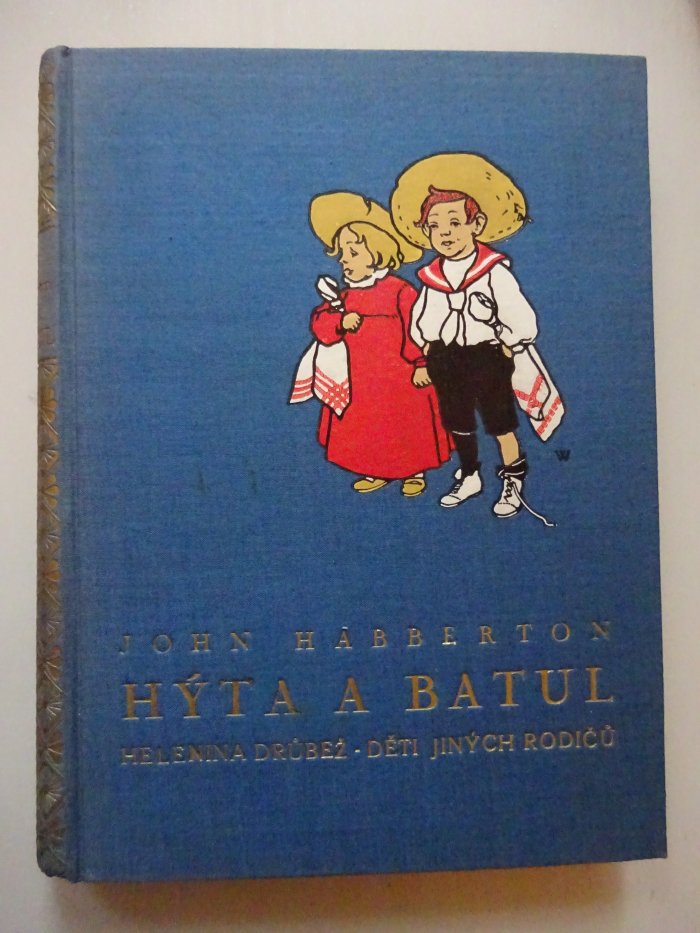 W
JOHN HABBERTON
HÝTA A BATUL
HELENINA DRŮBEŽ - DĚTI JINÝCH RODIČŮ